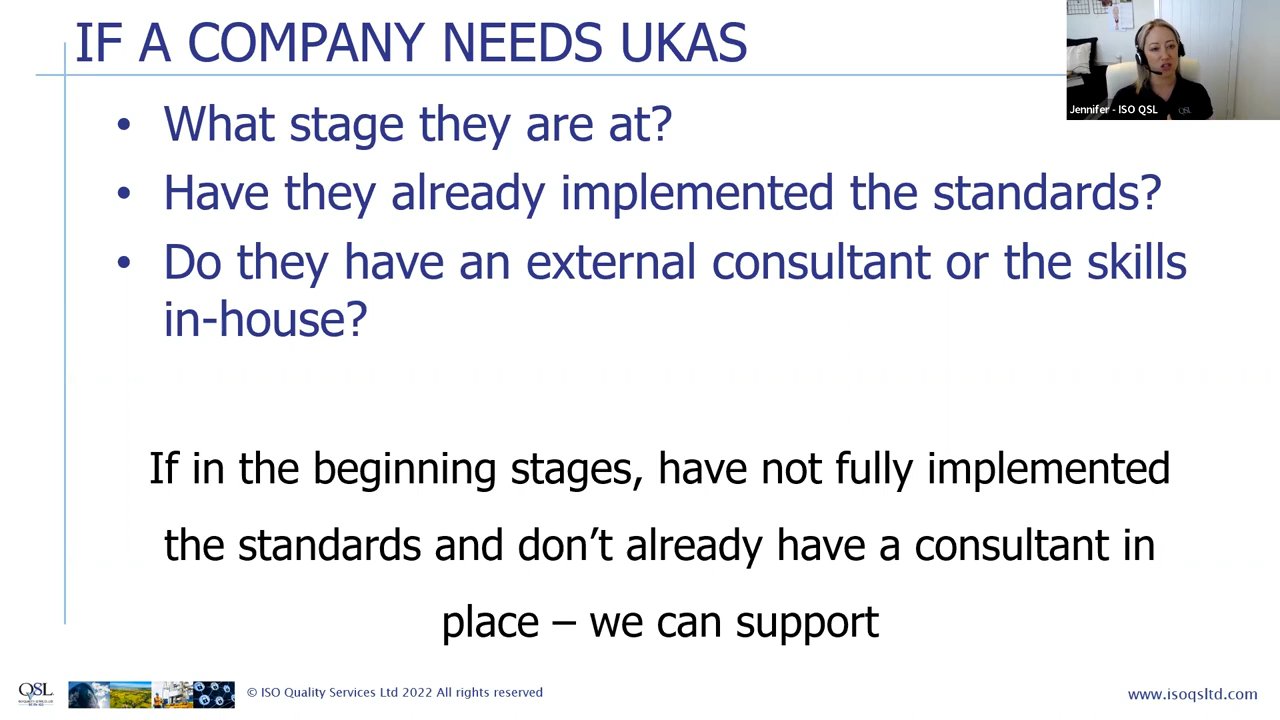 IF A COMPANY NEEDS UKAS
Jennifer - ISO QSL
QSL
• What stage they are at?
• Have they already implemented the standards?
• Do they have an external consultant or the skills
in-house?
If in the beginning stages, have not fully implemented
the standards and don’t already have a consultant in
place – we can support
QSL
© ISO Quality Services Ltd 2022 All rights reserved
www.isoqsltd.com